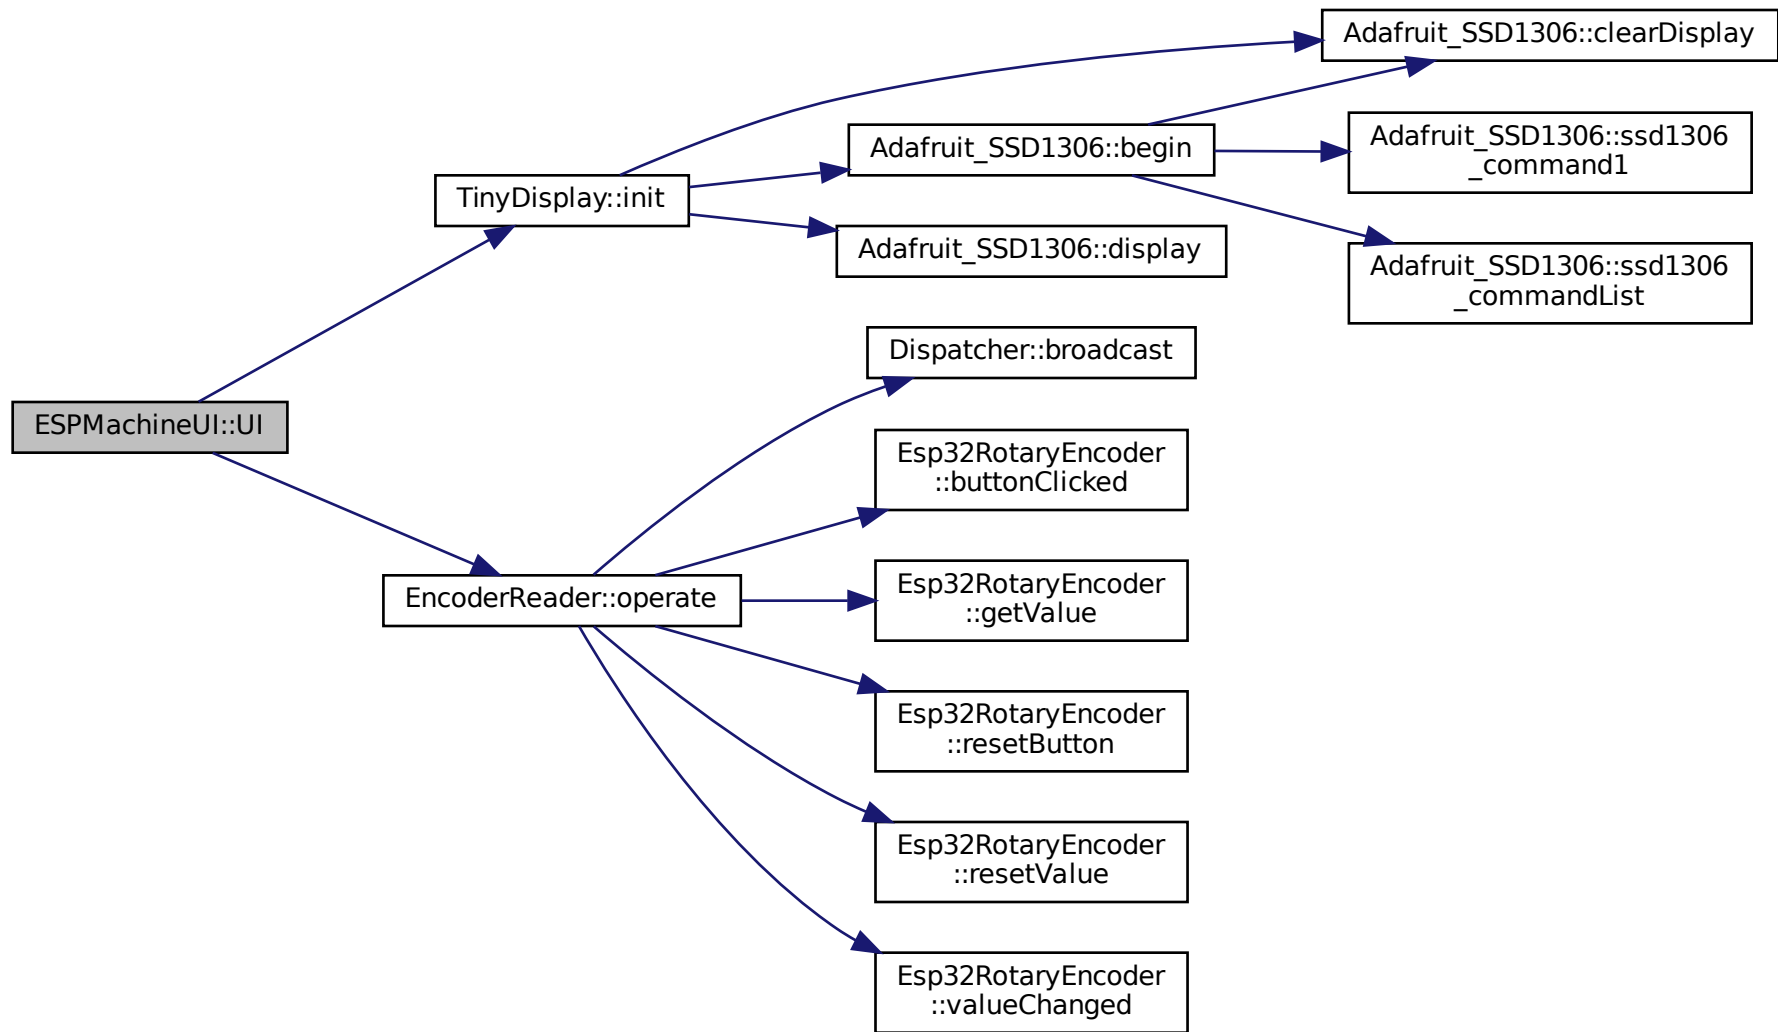 Adafruit_SSD1306::clearDisplay
Adafruit_SSD1306::begin
Adafruit_SSD1306::ssd1306
_command1
TinyDisplay::init
Adafruit_SSD1306::display
Adafruit_SSD1306::ssd1306
_commandList
Dispatcher::broadcast
ESPMachineUI::UI
Esp32RotaryEncoder
::buttonClicked
EncoderReader::operate
Esp32RotaryEncoder
::getValue
Esp32RotaryEncoder
::resetButton
Esp32RotaryEncoder
::resetValue
Esp32RotaryEncoder
::valueChanged